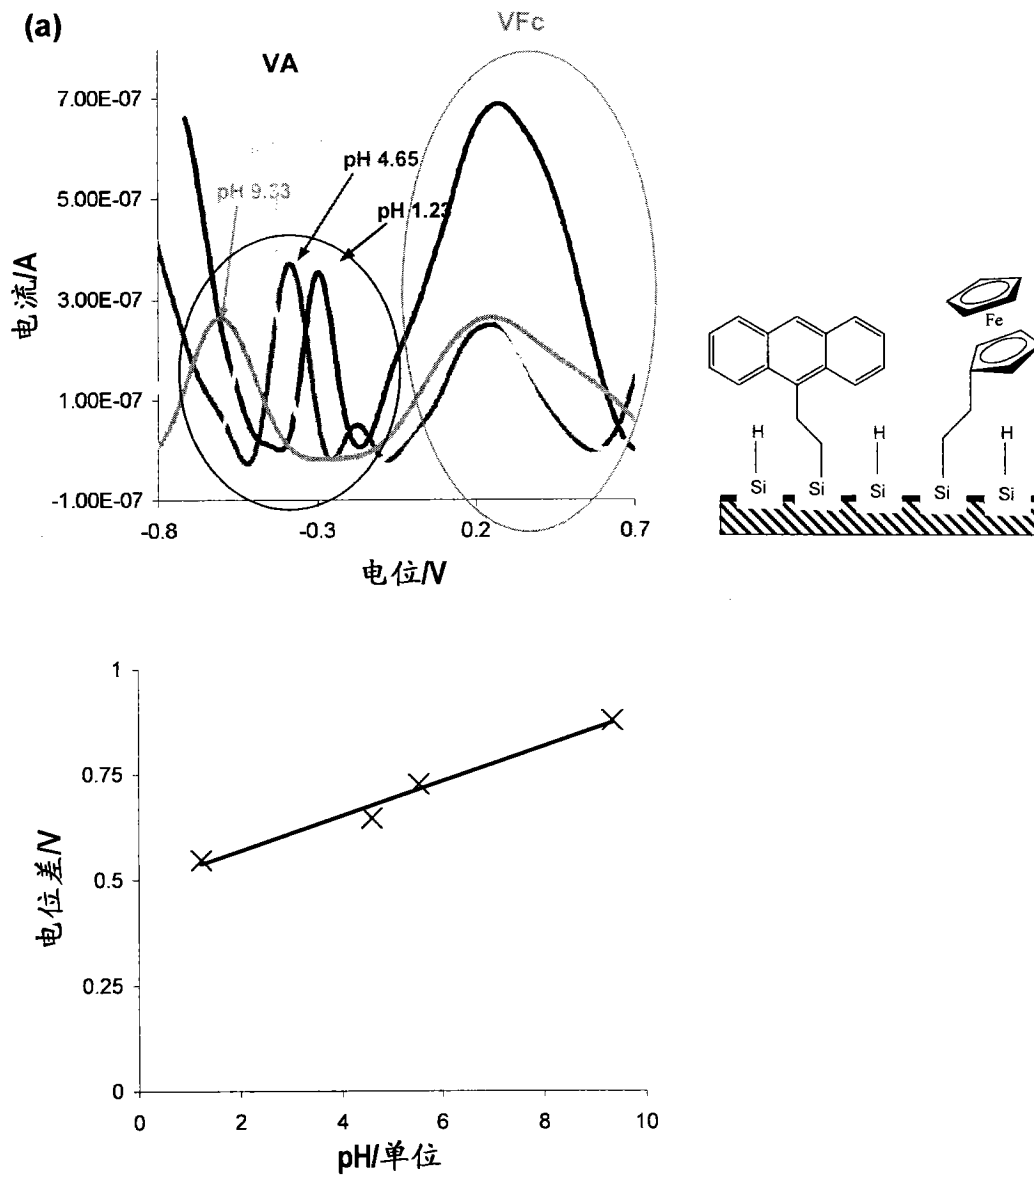 (a)
VFc
VA
7.00E-07
5.00E-07
3.00E-07
1.00E-07
-1.00E-07
pH 4.65
pH 9.33
pH 1.23
电流/A
-0.8
-0.3
0.2
0.7
电位/V
Fe
H
H
H
Si
Si
Si
Si
Si
1
0.75
0.5
0.25
0
电位差/V
0
2
4
6
8
10
pH/单位